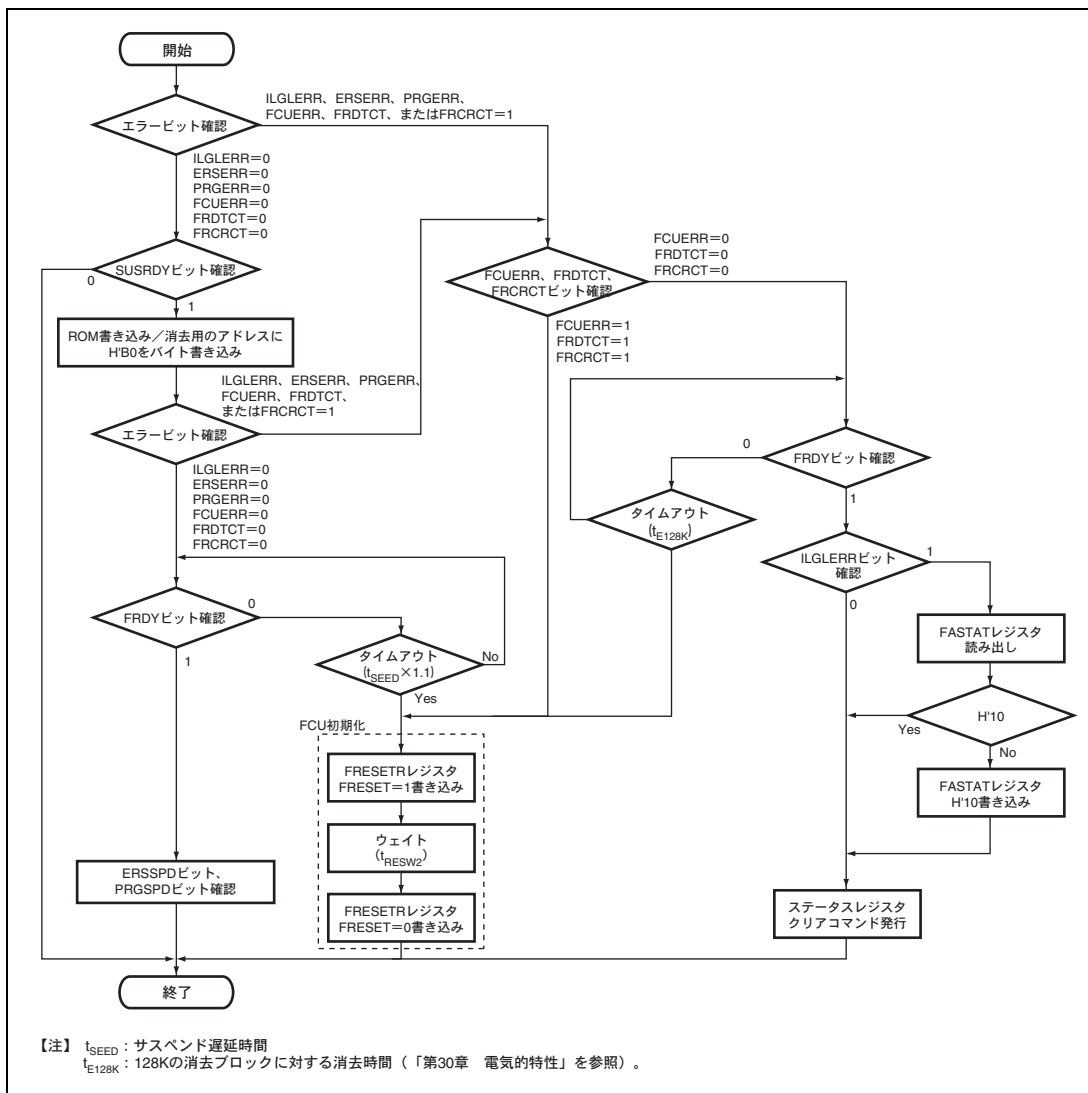 開始
エラービット確認
ILGLERR、ERSERR、PRGERR、
FCUERR、FRDTCT、またはFRCRCT＝1
ILGLERR＝0
ERSERR＝0
PRGERR＝0
FCUERR＝0
FRDTCT＝0
FRCRCT＝0
SUSRDYビット確認
0
1
ROM書き込み／消去用のアドレスに
H'B0をバイト書き込み
ILGLERR、ERSERR、PRGERR、
FCUERR、FRDTCT、
またはFRCRCT＝1
エラービット確認
ILGLERR＝0
ERSERR＝0
PRGERR＝0
FCUERR＝0
FRDTCT＝0
FRCRCT＝0
FRDYビット確認
0
1
タイムアウト
(tSEED×1.1)
No
Yes
FCU初期化
FRESETRレジスタ
FRESET＝1書き込み
ウェイト
(tRESW2)
FRESETRレジスタ
FRESET＝0書き込み
ERSSPDビット、
PRGSPDビット確認
終了
FCUERR、FRDTCT、
FRCRCTビット確認
FCUERR＝0
FRDTCT＝0
FRCRCT＝0
FCUERR＝1
FRDTCT＝1
FRCRCT＝1
FRDYビット確認
0
1
タイムアウト
(tE128K)
ILGLERRビット
確認
1
0
FASTATレジスタ
読み出し
H'10
Yes
No
FASTATレジスタ
H'10書き込み
ステータスレジスタ
クリアコマンド発行
【注】 tSEED：サスペンド遅延時間
tE128K：128Kの消去ブロックに対する消去時間（「第30章　電気的特性」を参照）。